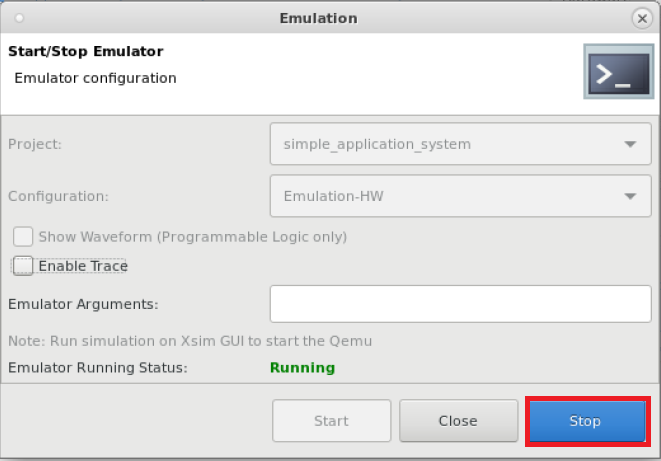 Emulation
Start/Stop Emulator
Emulator configuration
Project: simple_application_system
Configuration: Emulation-HW
Show Waveform (Programmable Logic only)
Enable Trace
Emulator Arguments:
Note: Run simulation on Xsim GUI to start the Qemu
Emulator Running Status: Running
Start Close Stop